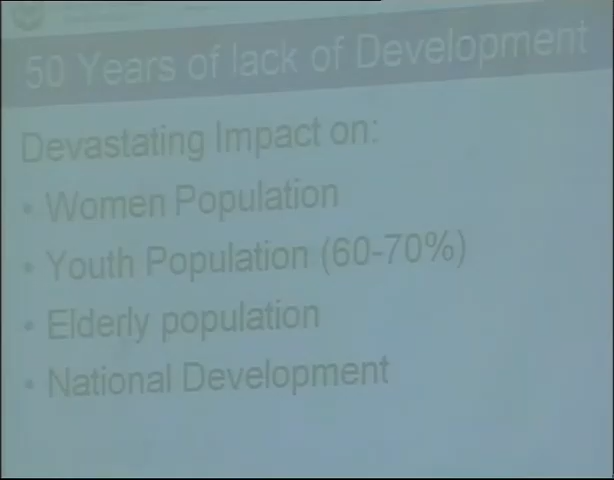 50 Years of lack of Development
Devastating Impact on:
• Women Population
• Youth Population (60-70%)
• Elderly population
• National Development